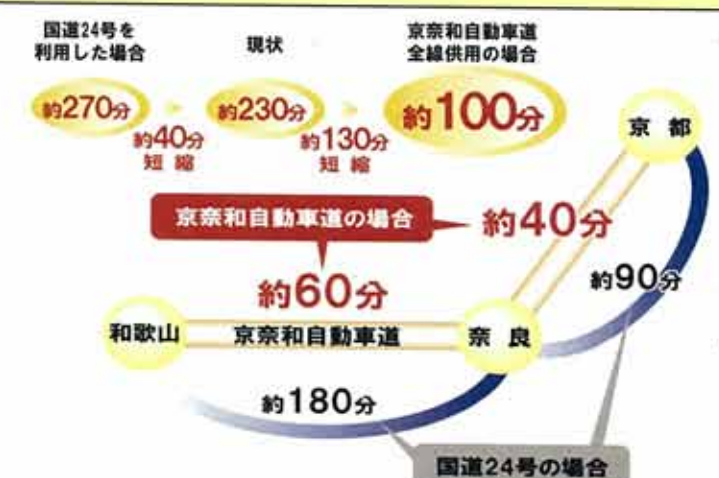 国道24号を
利用した場合
現状
京奈和自動車道
全線供用の場合
約270分
約230分
約100分
約40分
短縮
約130分
短縮
京都
京奈和自動車道の場合
約40分
約60分
約90分
和歌山
京奈和自動車道
奈良
約180分
国道24号の場合